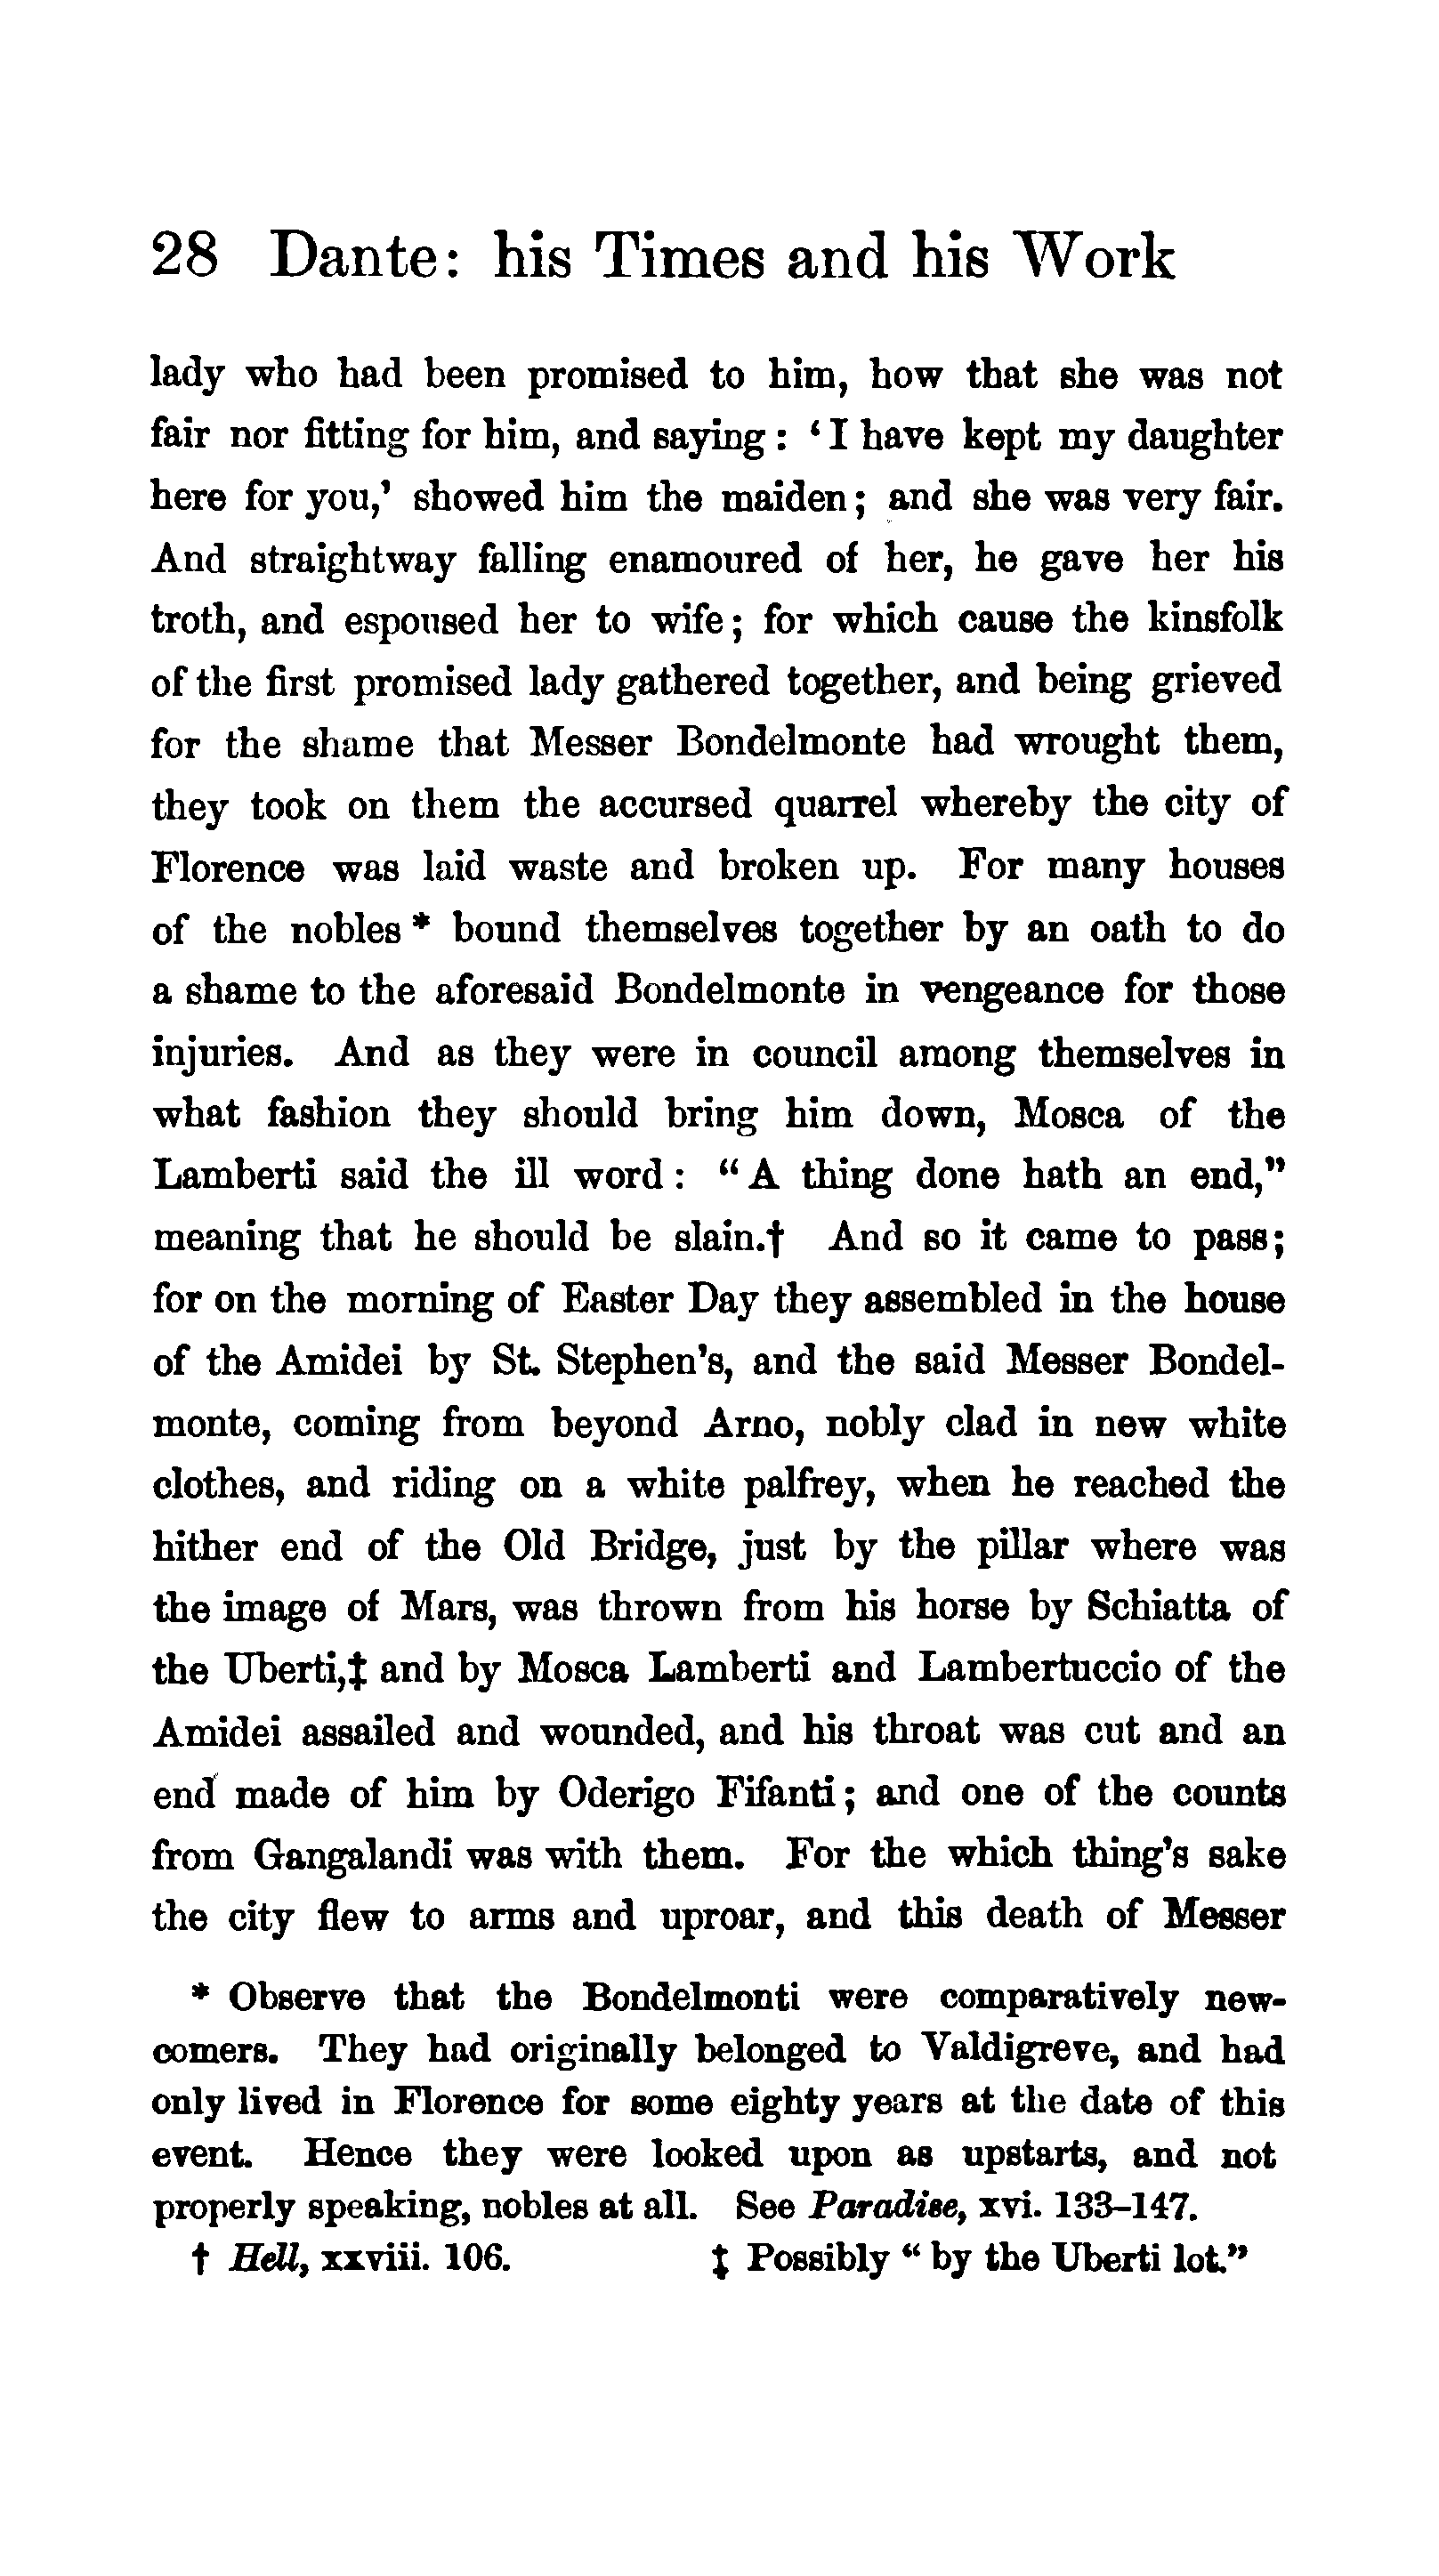 28 Dante: his Times and his Work
lady who had been promised to him, how that she was not
fair nor fitting for him, and saying: ‘I have kept my daughter
here for you,’ showed him the maiden; and she was very fair.
And straightway falling enamoured of her, he gave her his
troth, and espoused her to wife; for which cause the kinsfolk
of the first promised lady gathered together, and being grieved
for the shame that Messer Bondelmonte had wrought them,
they took on them the accursed quarrel whereby the city of
Florence was laid waste and broken up. For many houses
of the nobles * bound themselves together by an oath to do
a shame to the aforesaid Bondelmonte in vengeance for those
injuries. And as they were in council among themselves in
what fashion they should bring him down, Mosca of the
Lamberti said the ill word: “A thing done hath an end,”
meaning that he should be slain.† And so it came to pass;
for on the morning of Easter Day they assembled in the house
of the Amidei by St. Stephen’s, and the said Messer Bondel-
monte, coming from beyond Arno, nobly clad in new white
clothes, and riding on a white palfrey, when he reached the
hither end of the Old Bridge, just by the pillar where was
the image of Mars, was thrown from his horse by Schiatta of
the Uberti,‡ and by Mosca Lamberti and Lambertuccio of the
Amidei assailed and wounded, and his throat was cut and an
end made of him by Oderigo Fifanti; and one of the counts
from Gangalandi was with them. For the which thing’s sake
the city flew to arms and uproar, and this death of Messer
* Observe that the Bondelmonti were comparatively new-
comers. They had originally belonged to Valdigreve, and had
only lived in Florence for some eighty years at the date of this
event. Hence they were looked upon as upstarts, and not
properly speaking, nobles at all. See Paradise, xvi. 133–147.
† Hell, xxviii. 106. ‡ Possibly “by the Uberti lot.”